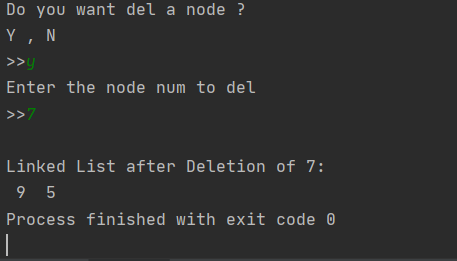 Do you want del a node ?
Y , N
>>y
Enter the node num to del
>>7
Linked List after Deletion of 7:
 9  5
Process finished with exit code 0